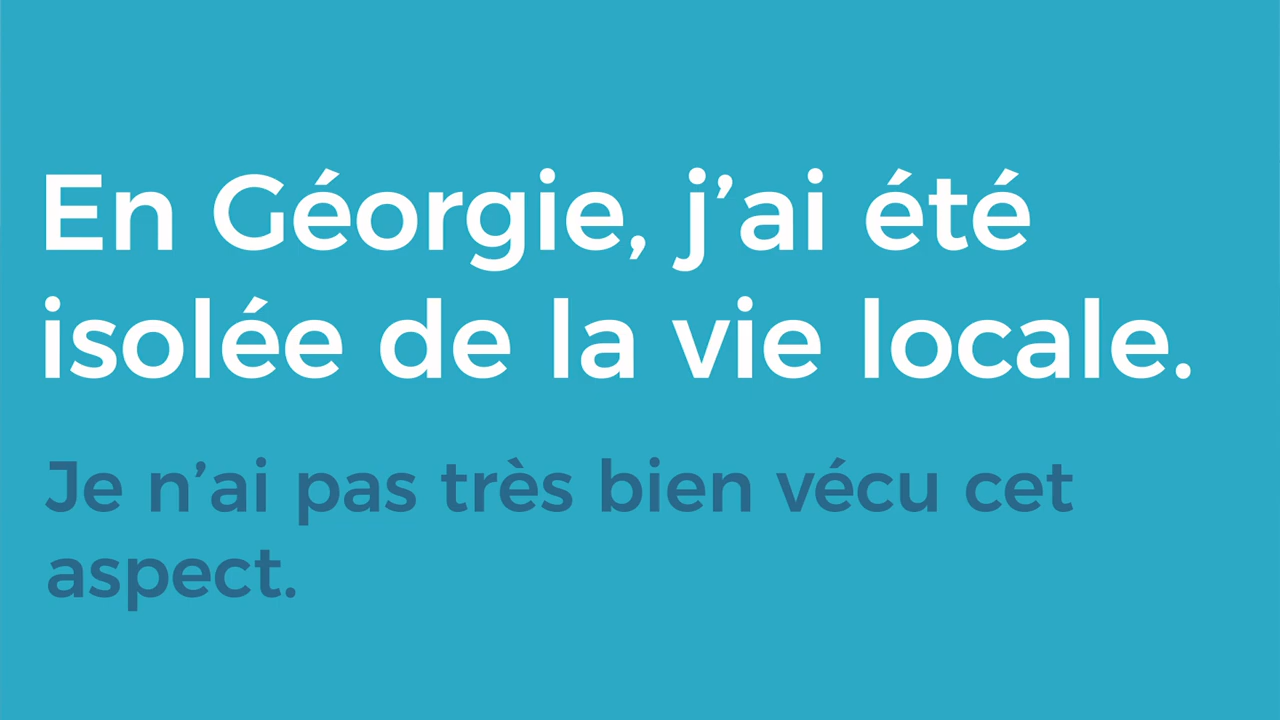 En Géorgie, j’ai été
isolée de la vie locale.
Je n’ai pas très bien vécu cet
aspect.